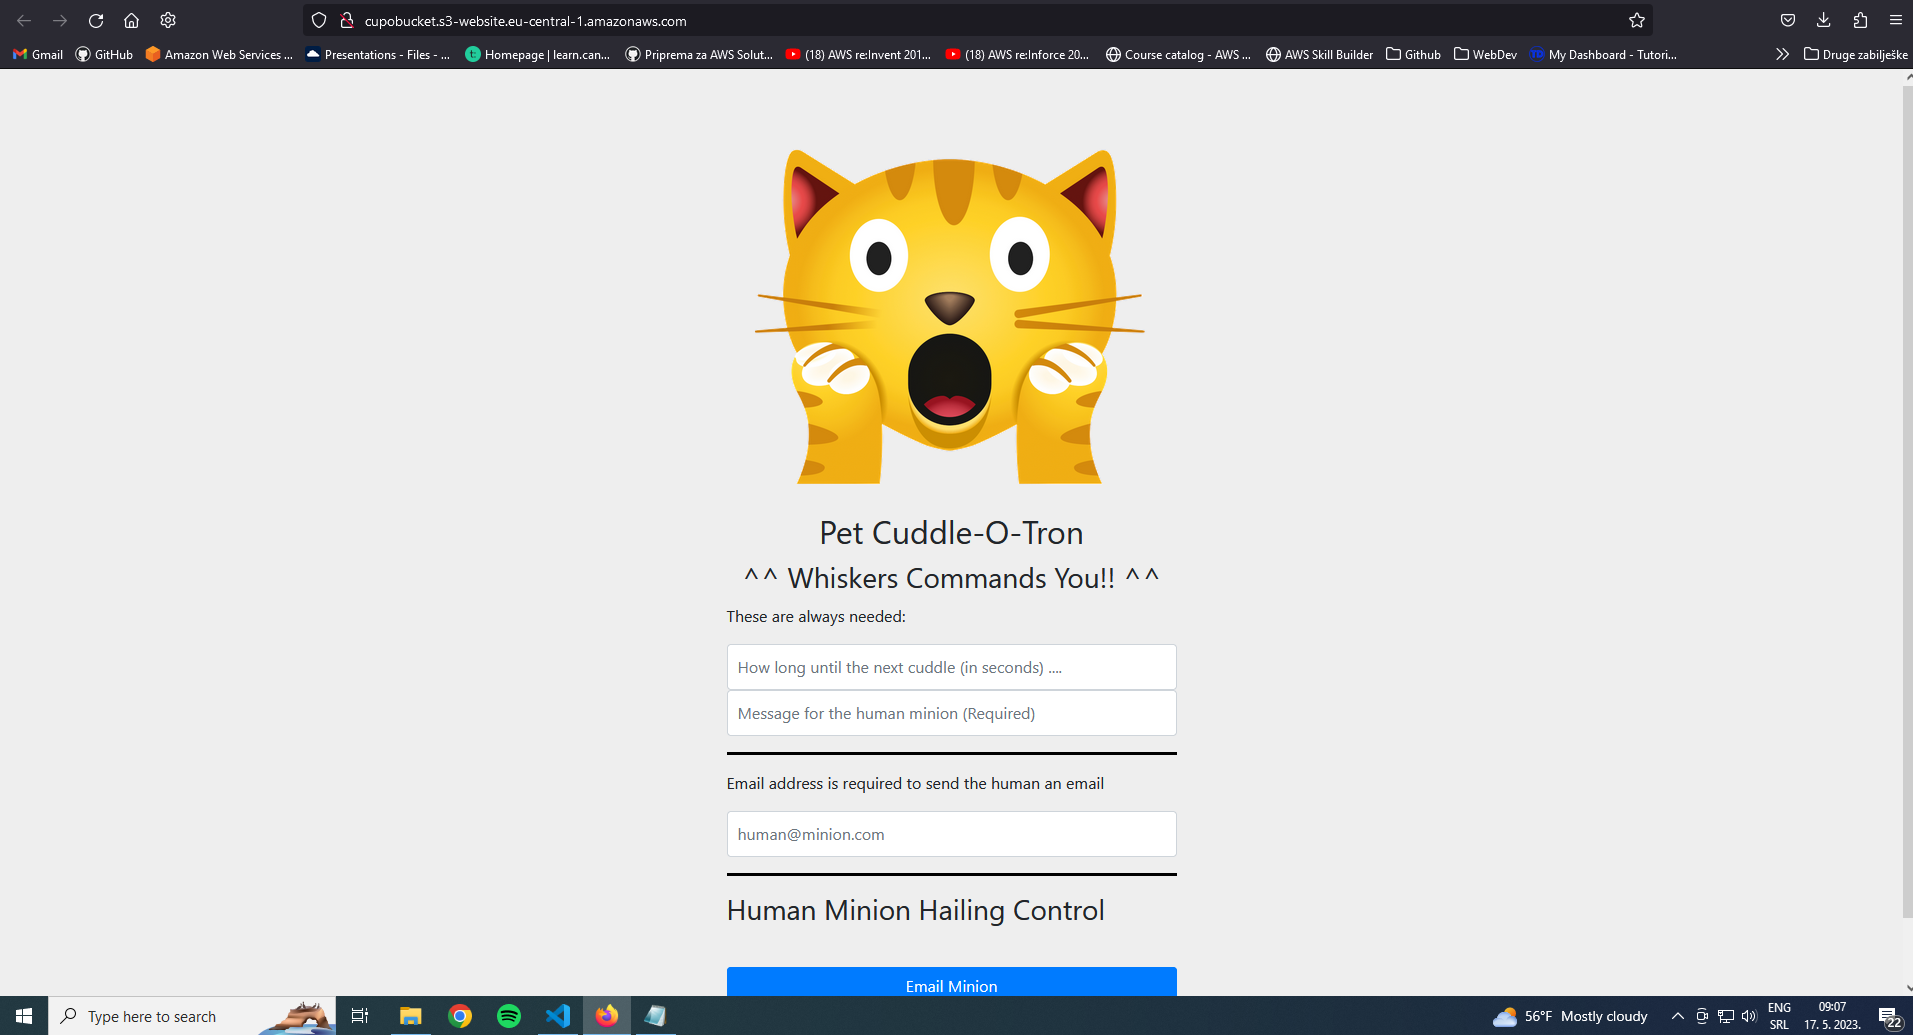 cupobucket.s3-website.eu-central-1.amazonaws.com
Gmail GitHub Amazon Web Services ... Presentations - Files - ... Homepage | learn.can... Priprema za AWS Solut... (18) AWS re:Invent 201... (18) AWS re:Inforce 20... Course catalog - AWS ... AWS Skill Builder Github WebDev My Dashboard - Tutori... Druge zabilješke
Pet Cuddle-O-Tron
^^ Whiskers Commands You!! ^^
These are always needed:
How long until the next cuddle (in seconds) ....
Message for the human minion (Required)
Email address is required to send the human an email
human@minion.com
Human Minion Hailing Control
Email Minion
Type here to search
56°F Mostly cloudy
ENG
SRL
09:07
17. 5. 2023.
22